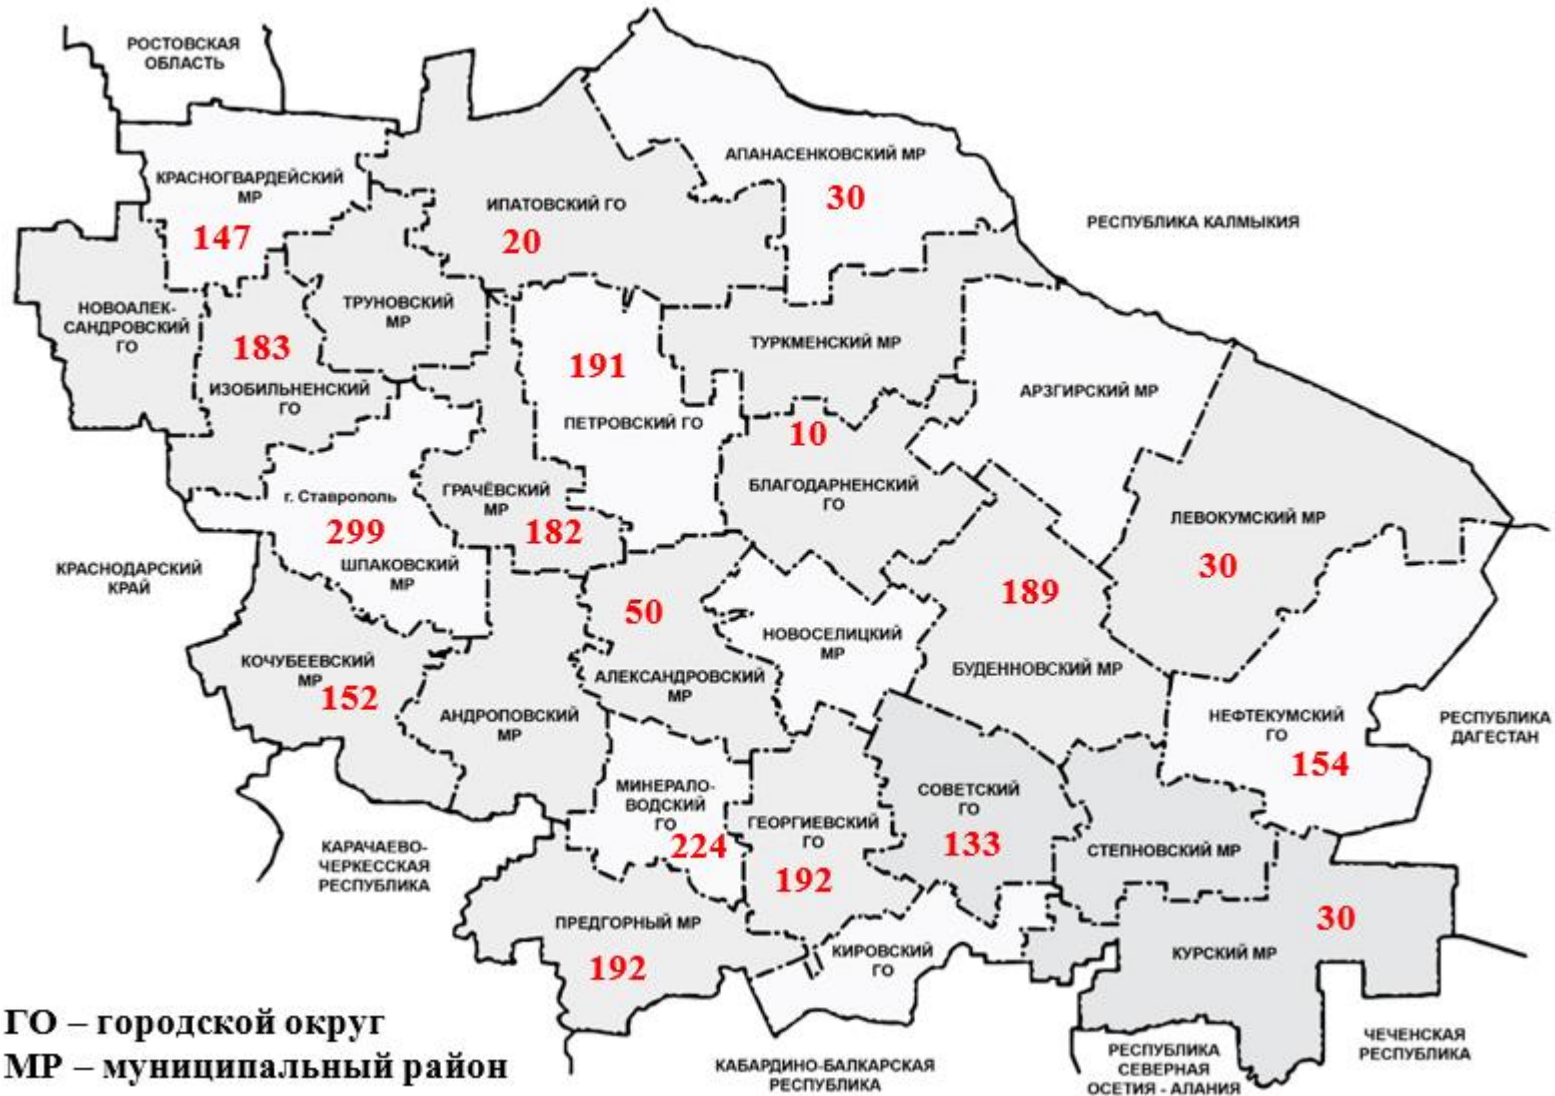 РОСТОВСКАЯ
ОБЛАСТЬ
АПАНАСЕНКОВСКИЙ МР
30
КРАСНОГВАРДЕЙСКИЙ
МР
147
ИПАТОВСКИЙ ГО
20
РЕСПУБЛИКА КАЛМЫКИЯ
НОВОАЛЕК-
САНДРОВСКИЙ
ГО
ТРУНОВСКИЙ
МР
183
ИЗОБИЛЬНЕНСКИЙ
ГО
191
ПЕТРОВСКИЙ ГО
ТУРКМЕНСКИЙ МР
АРЗГИРСКИЙ МР
10
БЛАГОДАРНЕНСКИЙ
ГО
г. Ставрополь
299
ШПАКОВСКИЙ
МР
ГРАЧЁВСКИЙ
МР
182
ЛЕВОКУМСКИЙ МР
30
КРАСНОДАРСКИЙ
КРАЙ
50
АЛЕКСАНДРОВСКИЙ
МР
НОВОСЕЛИЦКИЙ
МР
189
БУДЕННОВСКИЙ МР
КОЧУБЕЕВСКИЙ
МР
152
АНДРОПОВСКИЙ
МР
НЕФТЕКУМСКИЙ
ГО
154
РЕСПУБЛИКА
ДАГЕСТАН
МИНЕРАЛО-
ВОДСКИЙ
ГО
224
ГЕОРГИЕВСКИЙ
ГО
192
СОВЕТСКИЙ
ГО
133
СТЕПНОВСКИЙ МР
КАРАЧАЕВО-
ЧЕРКЕССКАЯ
РЕСПУБЛИКА
ПРЕДГОРНЫЙ МР
192
КИРОВСКИЙ
ГО
30
КУРСКИЙ МР
ГО – городской округ
МР – муниципальный район
КАБАРДИНО-БАЛКАРСКАЯ
РЕСПУБЛИКА
РЕСПУБЛИКА
СЕВЕРНАЯ
ОСЕТИЯ - АЛАНИЯ
ЧЕЧЕНСКАЯ
РЕСПУБЛИКА